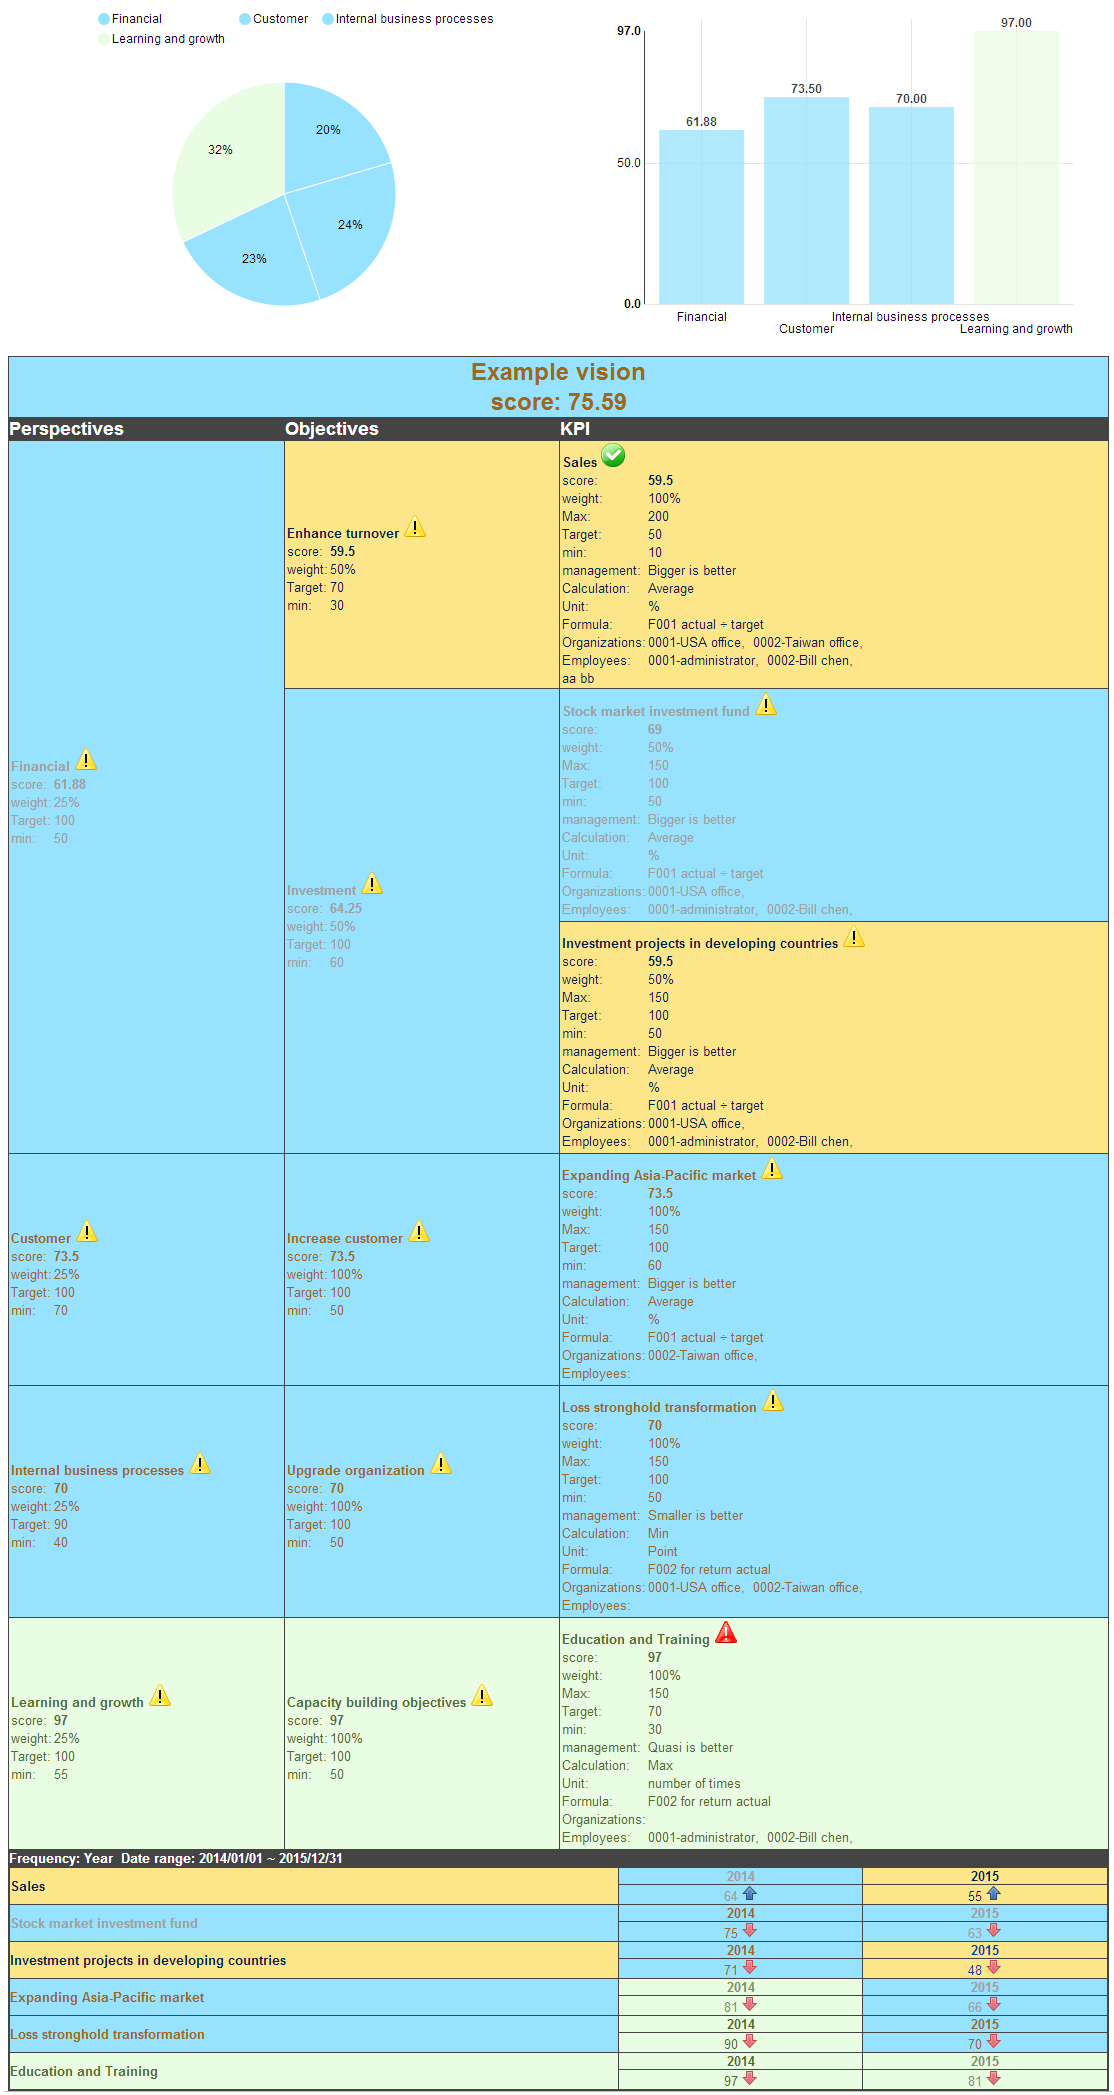 Financial Customer Internal business processes
Learning and growth
20%
32%
24%
23%
97.00
97.0
73.50
70.00
61.88
50.0
0.0
Financial Internal business processes
Customer Learning and growth
Example vision
score: 75.59
Perspectives Objectives KPI
Financial
score: 61.88
weight: 25%
Target: 100
min: 50
Enhance turnover
score: 59.5
weight: 50%
Target: 70
min: 30
Sales
score: 59.5
weight: 100%
Max: 200
Target: 50
min: 10
management: Bigger is better
Calculation: Average
Unit: %
Formula: F001 actual ÷ target
Organizations: 0001-USA office, 0002-Taiwan office,
Employees: 0001-administrator, 0002-Bill chen,
aa bb
Investment
score: 64.25
weight: 50%
Target: 100
min: 60
Stock market investment fund
score: 69
weight: 50%
Max: 150
Target: 100
min: 50
management: Bigger is better
Calculation: Average
Unit: %
Formula: F001 actual ÷ target
Organizations: 0001-USA office,
Employees: 0001-administrator, 0002-Bill chen,
Investment projects in developing countries
score: 59.5
weight: 50%
Max: 150
Target: 100
min: 50
management: Bigger is better
Calculation: Average
Unit: %
Formula: F001 actual ÷ target
Organizations: 0001-USA office,
Employees: 0001-administrator, 0002-Bill chen,
Customer
score: 73.5
weight: 25%
Target: 100
min: 70
Increase customer
score: 73.5
weight: 100%
Target: 100
min: 50
Expanding Asia-Pacific market
score: 73.5
weight: 100%
Max: 150
Target: 100
min: 60
management: Bigger is better
Calculation: Average
Unit: %
Formula: F001 actual ÷ target
Organizations: 0002-Taiwan office,
Employees:
Internal business processes
score: 70
weight: 25%
Target: 90
min: 40
Upgrade organization
score: 70
weight: 100%
Target: 100
min: 50
Loss stronghold transformation
score: 70
weight: 100%
Max: 150
Target: 100
min: 50
management: Smaller is better
Calculation: Min
Unit: Point
Formula: F002 for return actual
Organizations: 0001-USA office, 0002-Taiwan office,
Employees:
Learning and growth
score: 97
weight: 25%
Target: 100
min: 55
Capacity building objectives
score: 97
weight: 100%
Target: 100
min: 50
Education and Training
score: 97
weight: 100%
Max: 150
Target: 70
min: 30
management: Quasi is better
Calculation: Max
Unit: number of times
Formula: F002 for return actual
Organizations:
Employees: 0001-administrator, 0002-Bill chen,
Frequency: Year Date range: 2014/01/01 ~ 2015/12/31
Sales
2014 2015
64 55
Stock market investment fund
2014 2015
75 63
Investment projects in developing countries
2014 2015
71 48
Expanding Asia-Pacific market
2014 2015
81 66
Loss stronghold transformation
2014 2015
90 70
Education and Training
2014 2015
97 81